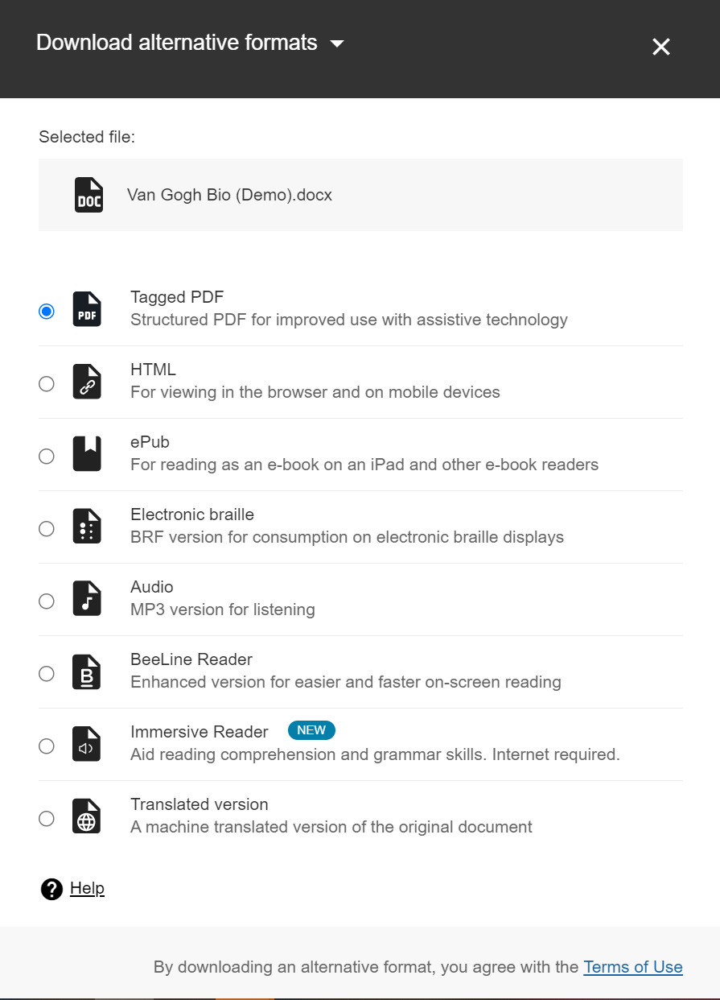 Download alternative formats
Selected file:
DOC
Van Gogh Bio (Demo).docx
Tagged PDF
PDF
Structured PDF for improved use with assistive technology
HTML
For viewing in the browser and on mobile devices
ePub
For reading as an e-book on an iPad and other e-book readers
Electronic braille
BRF version for consumption on electronic braille displays
Audio
MP3 version for listening
BeeLine Reader
B
Enhanced version for easier and faster on-screen reading
Immersive Reader NEW
Aid reading comprehension and grammar skills. Internet required.
Translated version
A machine translated version of the original document
? Help
By downloading an alternative format, you agree with the Terms of Use